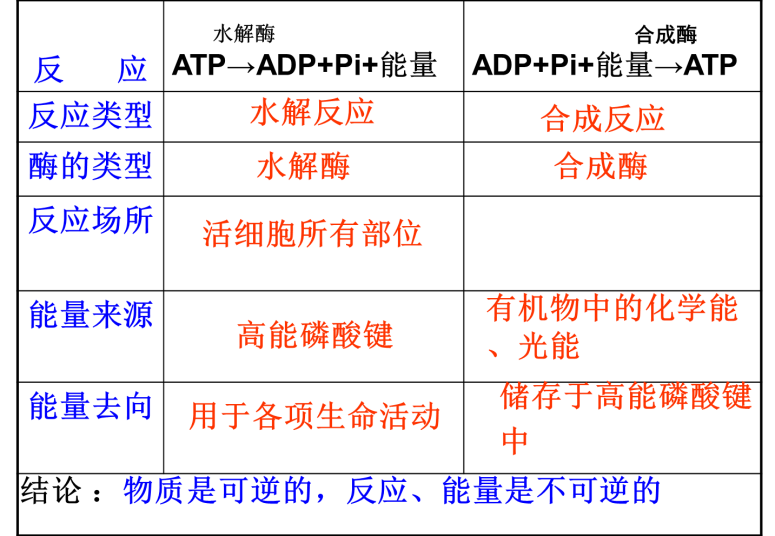 水解酶
合成酶
反 应
ATP→ADP+Pi+能量
ADP+Pi+能量→ATP
反应类型
水解反应
合成反应
酶的类型
水解酶
合成酶
反应场所
活细胞所有部位
能量来源
高能磷酸键
有机物中的化学能
、光能
能量去向
用于各项生命活动
储存于高能磷酸键
中
结论：物质是可逆的，反应、能量是不可逆的